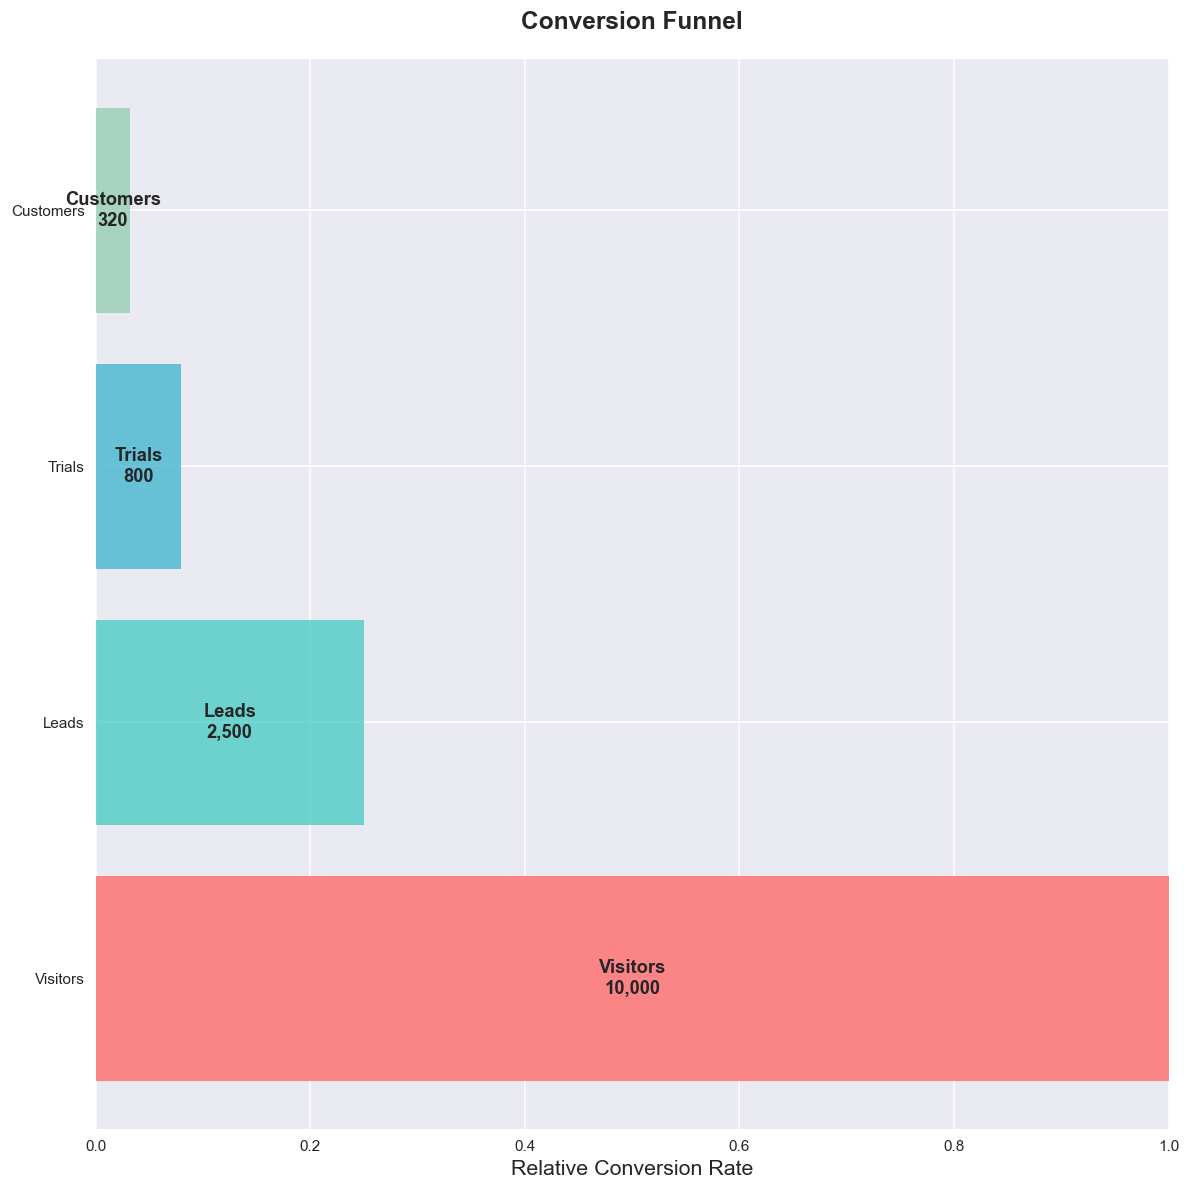 Conversion Funnel
Customers
Customers
320
Trials
Trials
800
Leads
Leads
2,500
Visitors
Visitors
10,000
0.0 0.2 0.4 0.6 0.8 1.0
Relative Conversion Rate